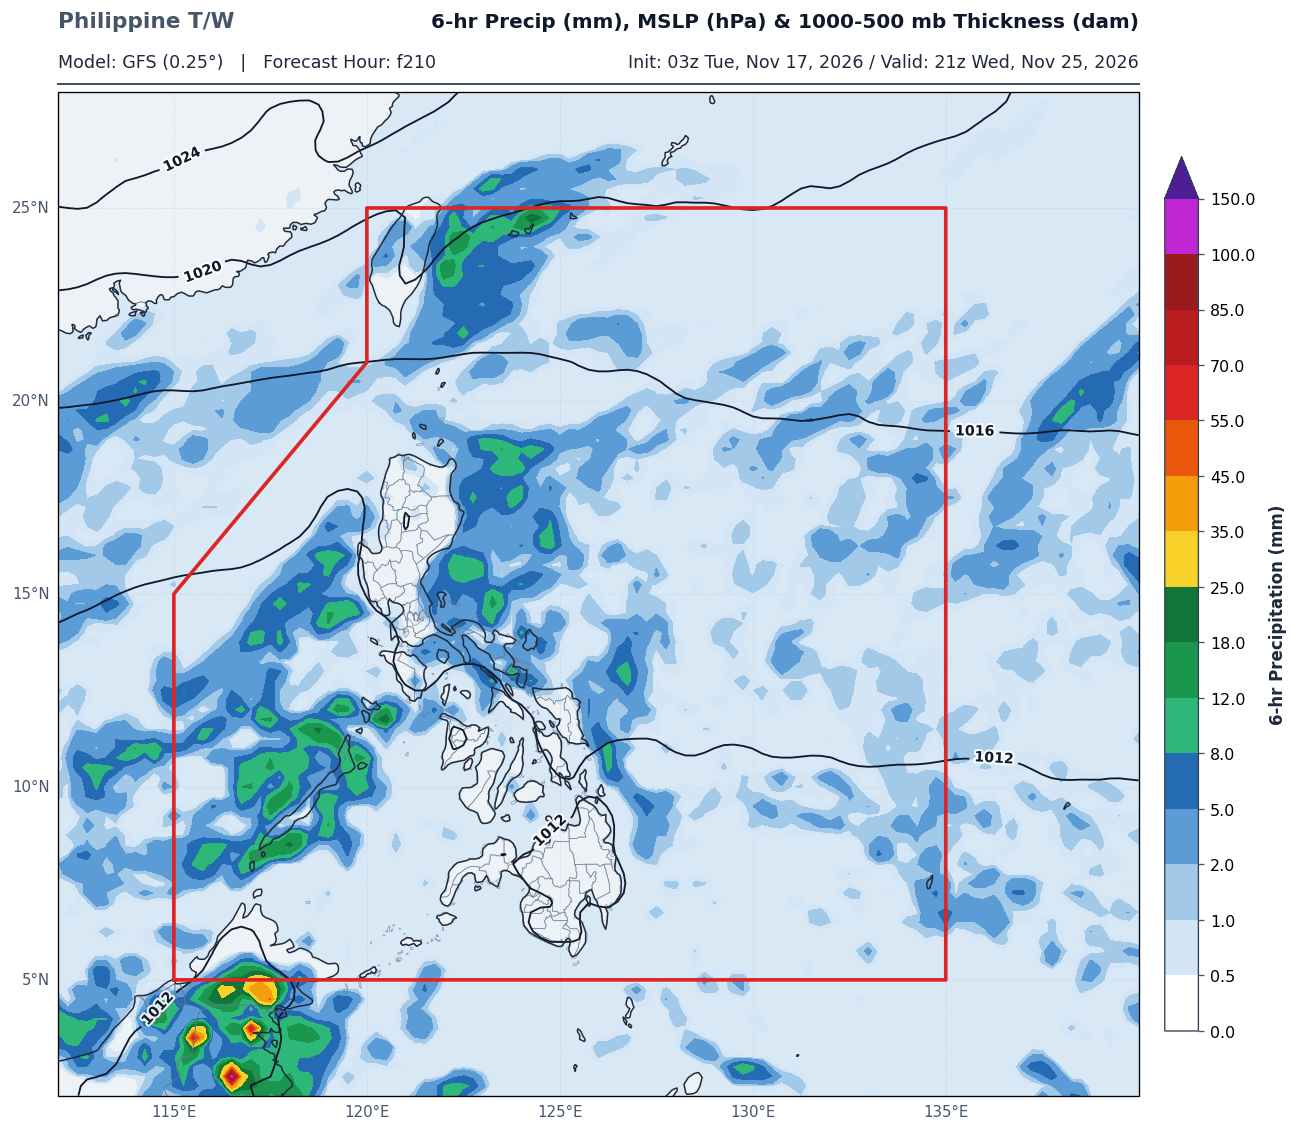 Philippine T/W
6-hr Precip (mm), MSLP (hPa) & 1000-500 mb Thickness (dam)
Model: GFS (0.25°) | Forecast Hour: f210
Init: 03z Tue, Nov 17, 2026 / Valid: 21z Wed, Nov 25, 2026
1024
1020
1016
1012
1012
1012
25°N
20°N
15°N
10°N
5°N
115°E
120°E
125°E
130°E
135°E
150.0
100.0
85.0
70.0
55.0
45.0
35.0
25.0
18.0
12.0
8.0
5.0
2.0
1.0
0.5
0.0
6-hr Precipitation (mm)